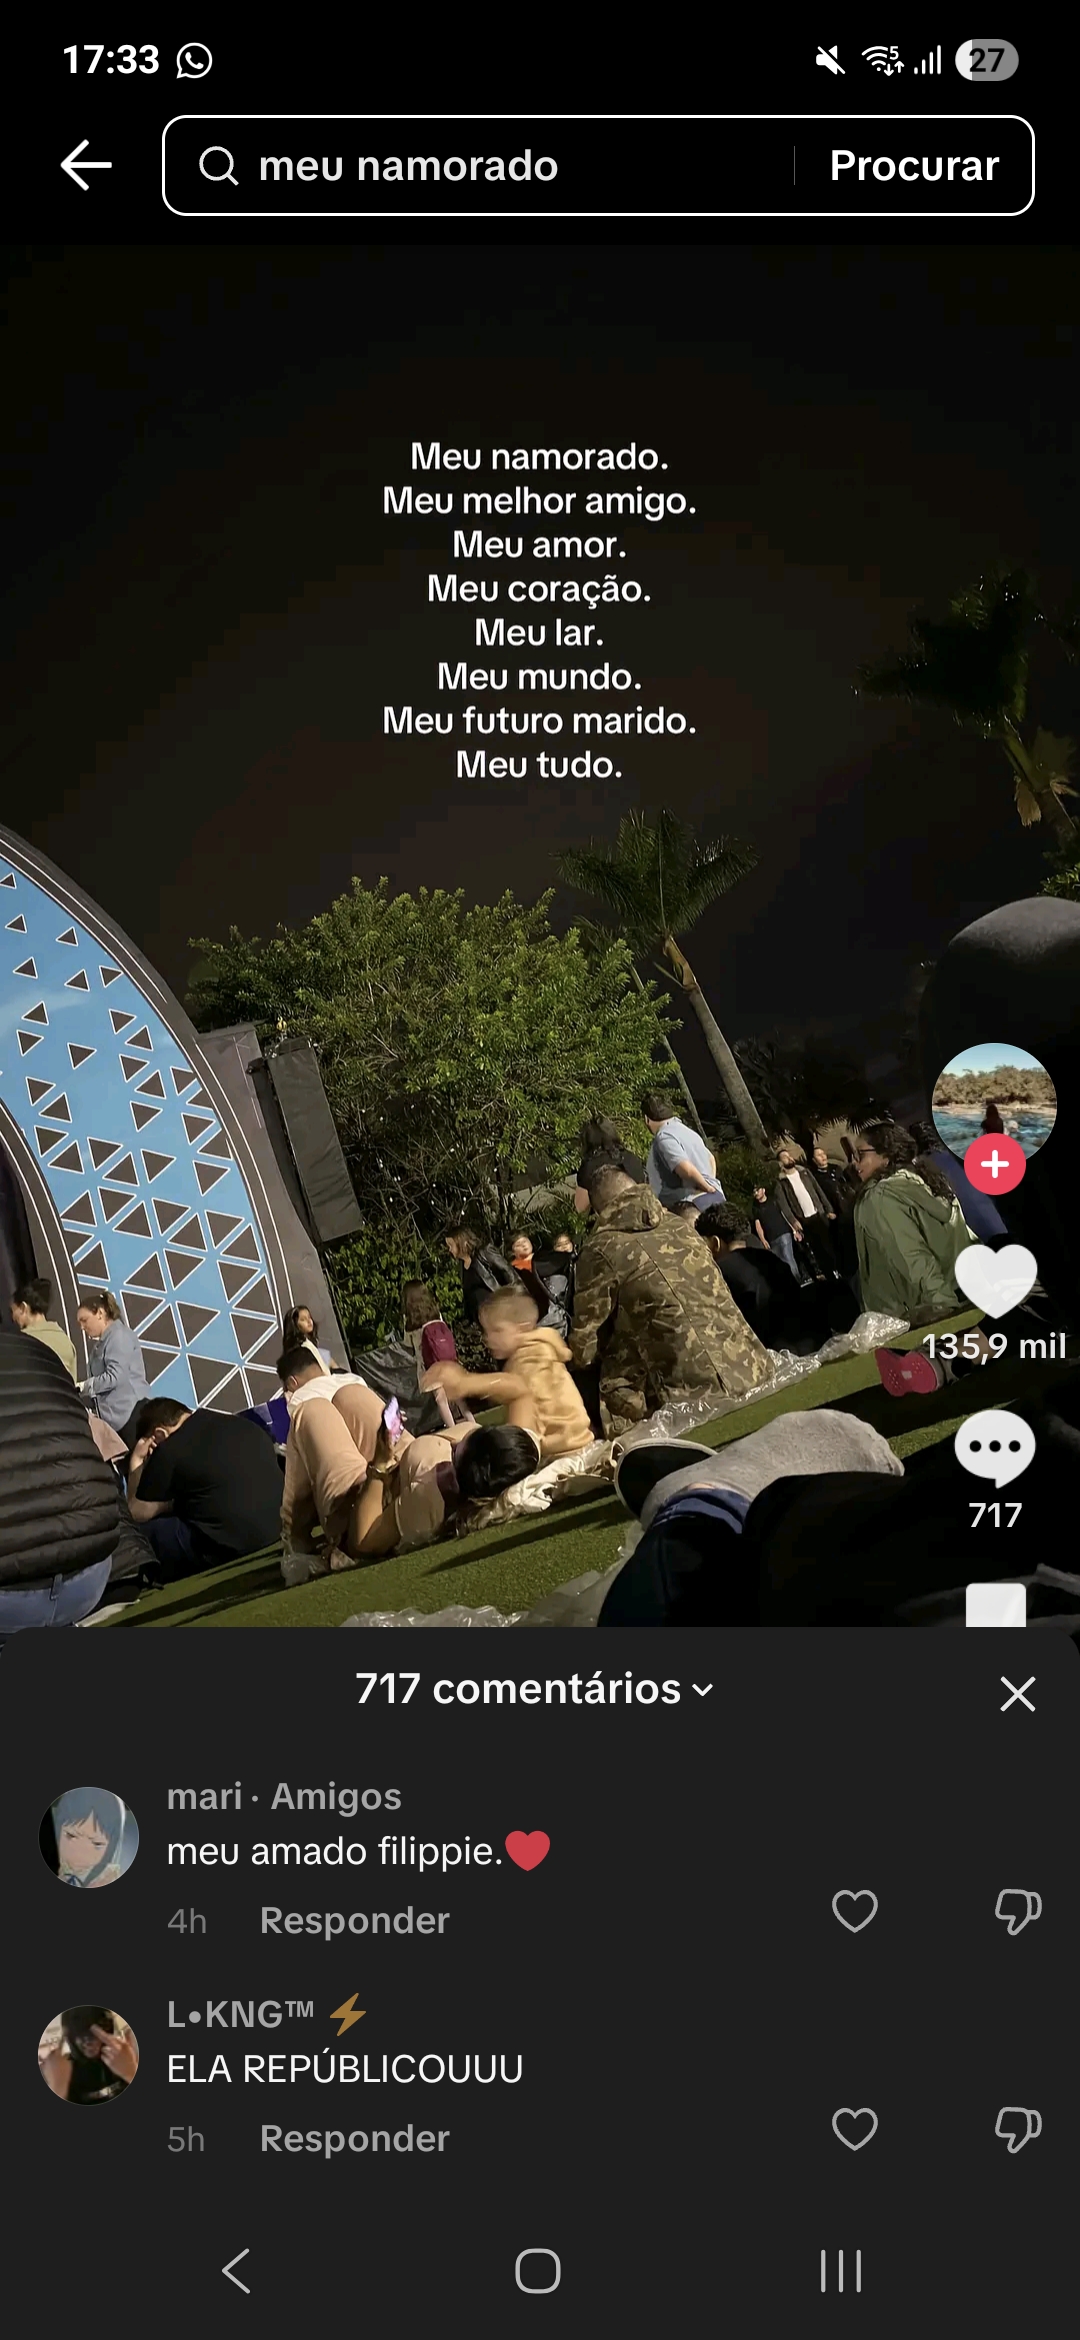 17:33
5
27
meu namorado
Procurar
Meu namorado.
Meu melhor amigo.
Meu amor.
Meu coração.
Meu lar.
Meu mundo.
Meu futuro marido.
Meu tudo.
135,9 mil
717
717 comentários
mari · Amigos
meu amado filippie.❤️
4h Responder
L•KNG™ ⚡
ELA REPÚBLICOUUU
5h Responder